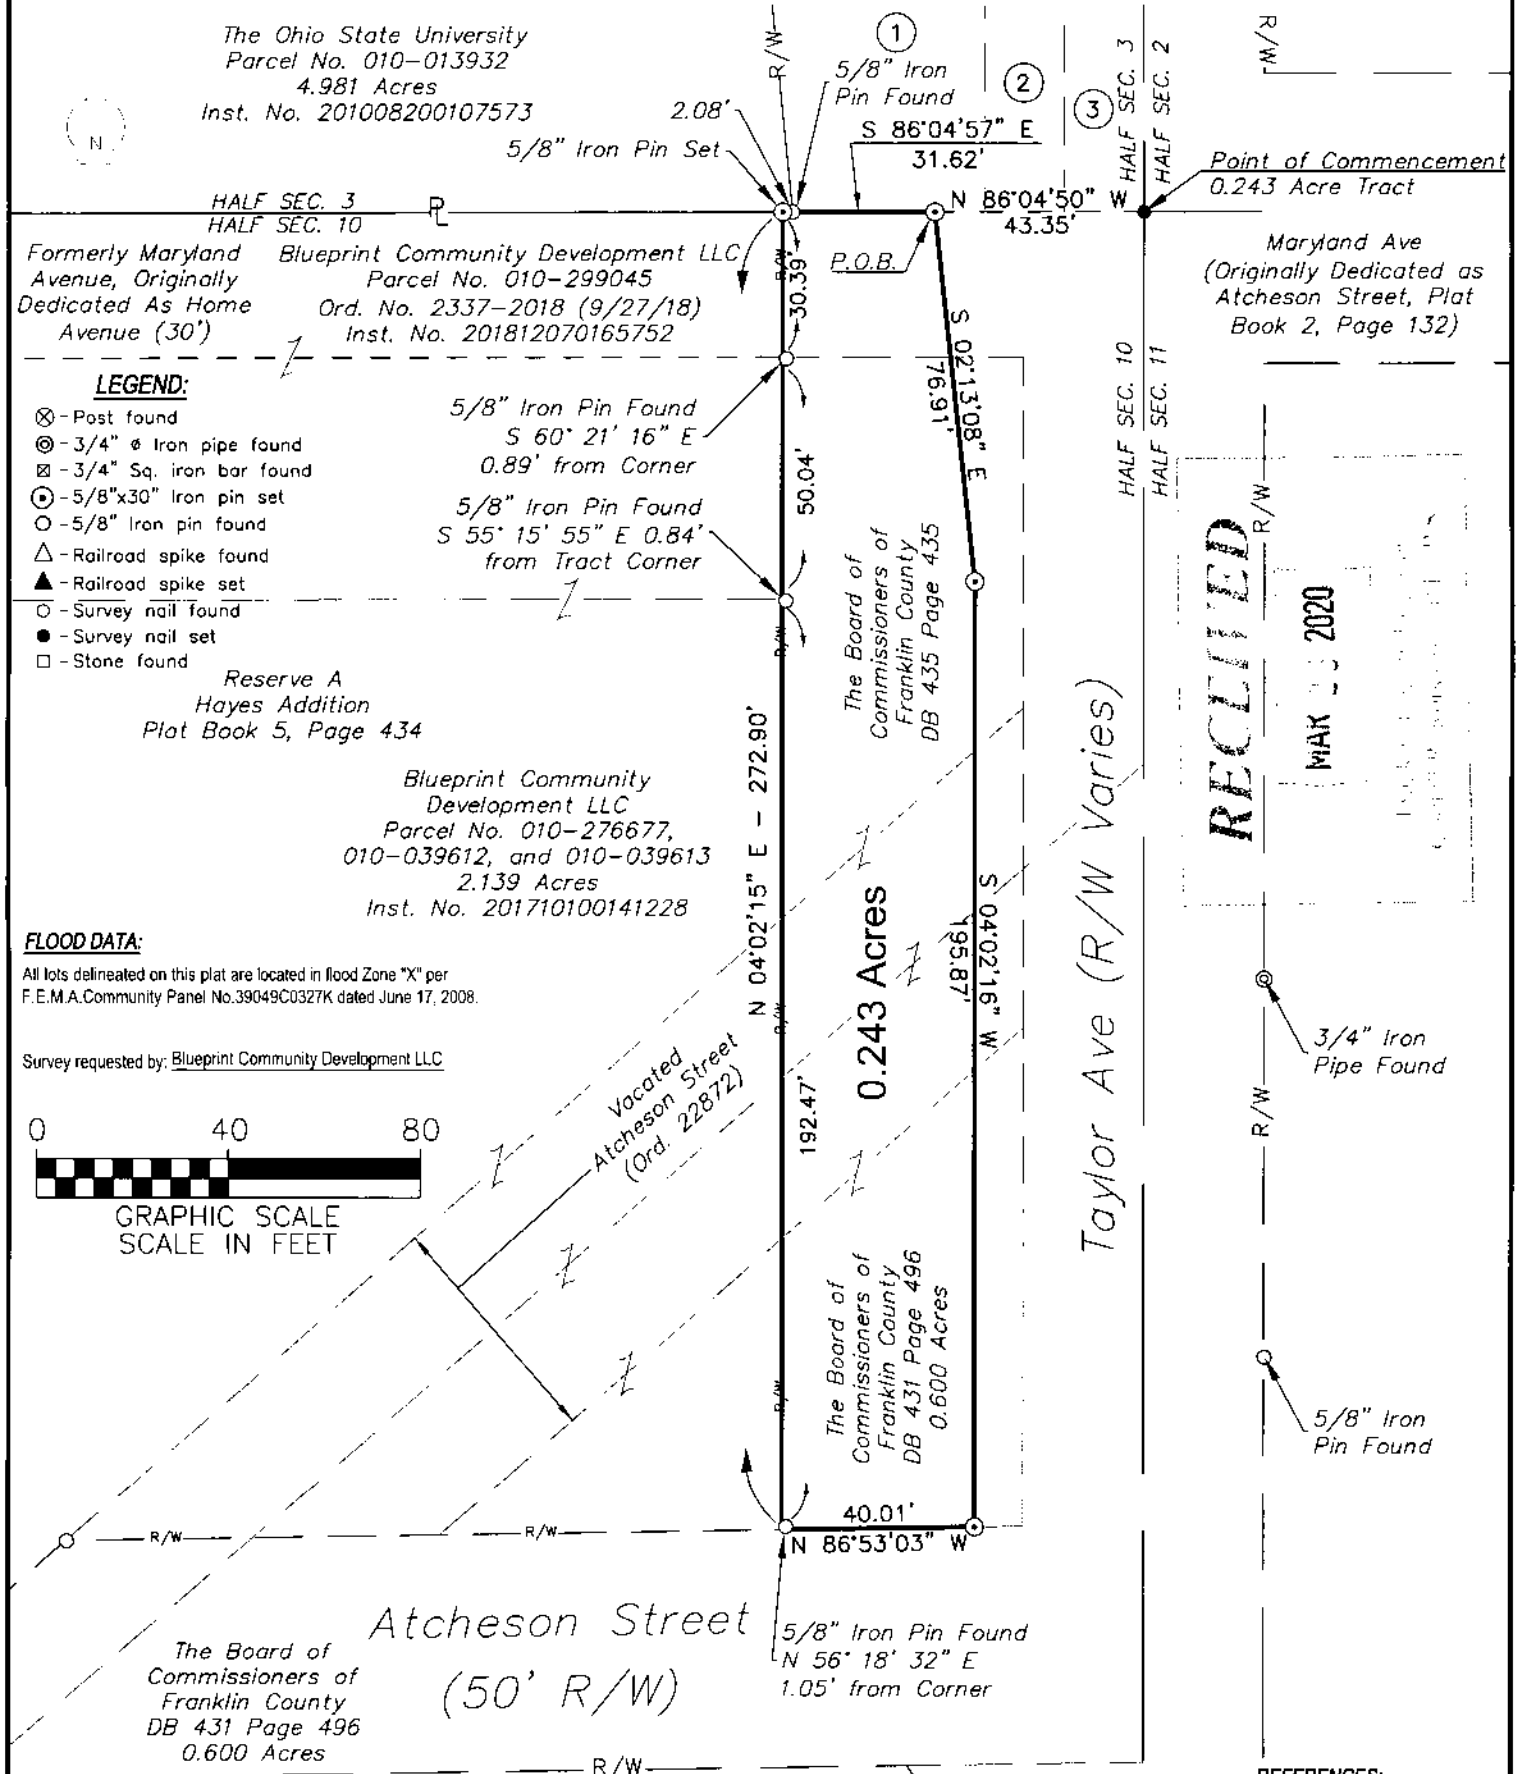 The Ohio State University
Parcel No. 010-013932
4.981 Acres
Inst. No. 201008200107573
N
R/W
1
5/8" Iron
Pin Found
2
3
HALF SEC. 3
HALF SEC. 2
R/W
2.08'
5/8" Iron Pin Set
S 86°04'57" E
31.62'
Point of Commencement
0.243 Acre Tract
HALF SEC. 3
HALF SEC. 10
N 86°04'50" W
43.35'
P.O.B.
Formerly Maryland
Avenue, Originally
Dedicated As Home
Avenue (30')
Blueprint Community Development LLC
Parcel No. 010-299045
Ord. No. 2337-2018 (9/27/18)
Inst. No. 201812070165752
R/W
30.39'
Maryland Ave
(Originally Dedicated as
Atcheson Street, Plat
Book 2, Page 132)
S 02°13'08" E
76.91'
HALF SEC. 10
HALF SEC. 11
LEGEND:
⊗ - Post found
◎ - 3/4" ø Iron pipe found
⊠ - 3/4" Sq. iron bar found
⊙ - 5/8"x30" Iron pin set
○ - 5/8" Iron pin found
△ - Railroad spike found
▲ - Railroad spike set
○ - Survey nail found
● - Survey nail set
□ - Stone found
5/8" Iron Pin Found
S 60° 21' 16" E
0.89' from Corner
50.04'
5/8" Iron Pin Found
S 55° 15' 55" E 0.84'
from Tract Corner
R/W
The Board of
Commissioners of
Franklin County
DB 435 Page 435
R/W
MAR 2020
Reserve A
Hayes Addition
Plat Book 5, Page 434
N 04°02'15" E - 272.90'
Taylor Ave (R/W Varies)
Blueprint Community
Development LLC
Parcel No. 010-276677,
010-039612, and 010-039613
2.139 Acres
Inst. No. 201710100141228
0.243 Acres
S 04°02'16" W
195.87'
FLOOD DATA:
All lots delineated on this plat are located in flood Zone "X" per
F.E.M.A.Community Panel No.39049C0327K dated June 17, 2008.
R/W
3/4" Iron
Pipe Found
Survey requested by: Blueprint Community Development LLC
Vacated
Atcheson Street
(Ord. 22872)
192.47'
R/W
0 40 80
GRAPHIC SCALE
SCALE IN FEET
The Board of
Commissioners of
Franklin County
DB 431 Page 496
0.600 Acres
R/W
5/8" Iron
Pin Found
R/W
R/W
40.01'
N 86°53'03" W
Atcheson Street
(50' R/W)
5/8" Iron Pin Found
N 56° 18' 32" E
1.05' from Corner
The Board of
Commissioners of
Franklin County
DB 431 Page 496
0.600 Acres
R/W
REFERENCES: